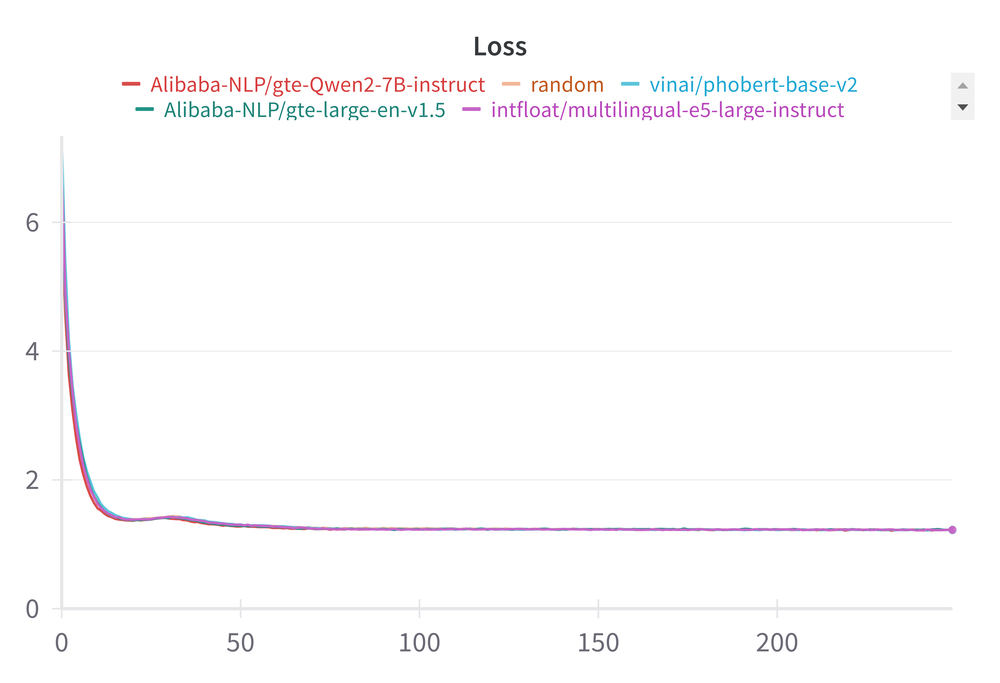 Loss
Alibaba-NLP/gte-Qwen2-7B-instruct random vinai/phobert-base-v2
Alibaba-NLP/gte-large-en-v1.5 intfloat/multilingual-e5-large-instruct
6
4
2
0
0 50 100 150 200